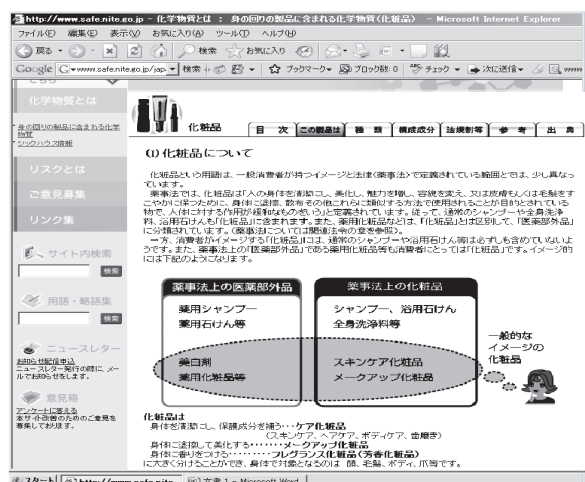 http://www.safe.nite.go.jp - 化学物質とは : 身の回りの製品に含まれる化学物質(化粧品) - Microsoft Internet Explorer
ファイル(F) 編集(E) 表示(V) お気に入り(A) ツール(T) ヘルプ(H)
戻る 検索 お気に入り
Google www.safe.nite.go.jp/jap 検索 ブックマーク ブロック数: 0 チェック 次に送信
化学物質とは
身の回りの製品に含まれる化学物質
シックハウス情報
リスクとは
ご意見募集
リンク集
サイト内検索
検索
用語・略語集
検索
ニュースレター
お知らせ配信申込
ニュースレター発行の際に、メールでお知らせをします。
意見箱
アンケートに答える
本サイト改善のためのご意見を募集しております。
化粧品
目 次 この製品は 種 類 構成成分 法規制等 参 考 出 典
(1) 化粧品について
化粧品という用語は、一般消費者が持つイメージと法律(薬事法)で定義されている範囲とでは、少し異なっています。
薬事法では、化粧品は「人の身体を清潔にし、美化し、魅力を増し、容貌を変え、又は皮膚もしくは毛髪をすこやかに保つために、身体に塗擦、散布その他これらに類似する方法で使用されることが目的とされている物で、人体に対する作用が緩和なものをいう」と定義されています。従って、通常のシャンプーや全身洗浄料、浴用石けんも「化粧品」に含まれます。また、薬用化粧品などは、「化粧品」とは区別して、「医薬部外品」に分類されています。(薬事法については関連法令の章を参照)。
一方、消費者がイメージする「化粧品」には、通常のシャンプーや浴用石けん等は必ずしも含めていないようです。また、薬事法上の「医薬部外品」である薬用化粧品等も消費者にとっては「化粧品」です。イメージ的には下記のようになります。
薬事法上の医薬部外品
薬用シャンプー
薬用石けん等
美白剤
薬用化粧品等
薬事法上の化粧品
シャンプー、浴用石けん
全身洗浄料等
スキンケア化粧品
メークアップ化粧品
一般的な
イメージの
化粧品
化粧品は
身体を清潔にし、保護成分を補う・・・ケア化粧品
(スキンケア、ヘアケア、ボディケア、歯磨き)
身体に塗擦して美化する・・・・・・・メークアップ化粧品
身体に香りをつける・・・・・・・・・フレグランス化粧品(芳香化粧品)
に大きく分けることができ、身体で対象となるのは 顔、毛髪、ボディ、爪等です。
スタート
文書 1 - Microsoft Word